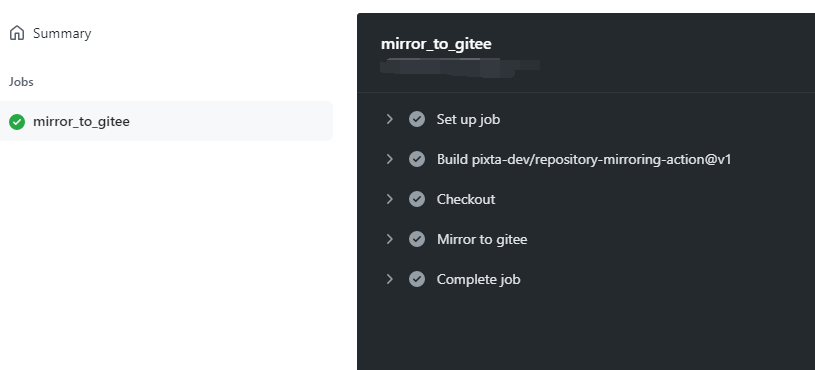 Summary
Jobs
mirror_to_gitee
mirror_to_gitee
Set up job
Build pixta-dev/repository-mirroring-action@v1
Checkout
Mirror to gitee
Complete job